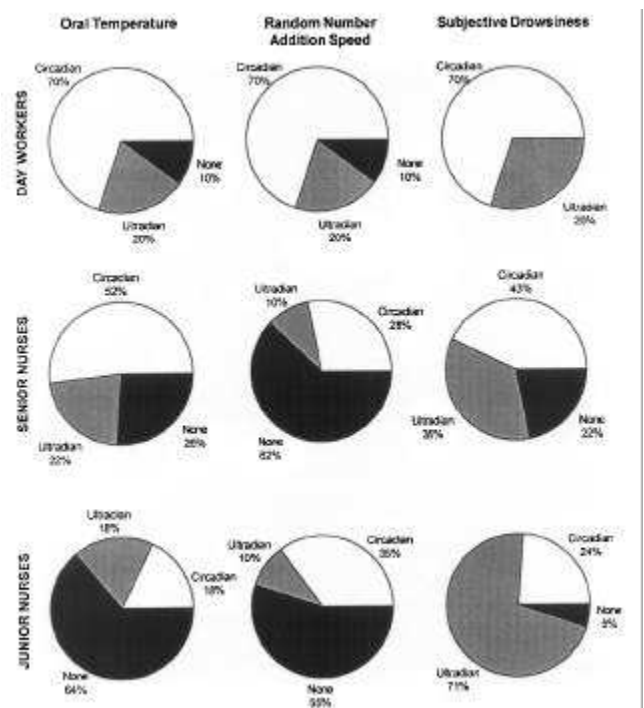 Oral Temperature
Random Number
Addition Speed
Subjective Drowsiness
DAY WORKERS
Circadian
70%
None
10%
Ultradian
20%
Circadian
70%
None
10%
Ultradian
20%
Circadian
70%
Ultradian
SENIOR NURSES
Circadian
52%
Ultradian
22%
None
26%
Ultradian
10%
Circadian
28%
None
62%
Circadian
43%
Ultradian
None
22%
JUNIOR NURSES
Ultradian
18%
Circadian
18%
None
64%
Ultradian
10%
Circadian
35%
None
55%
Circadian
24%
None
5%
Ultradian
71%